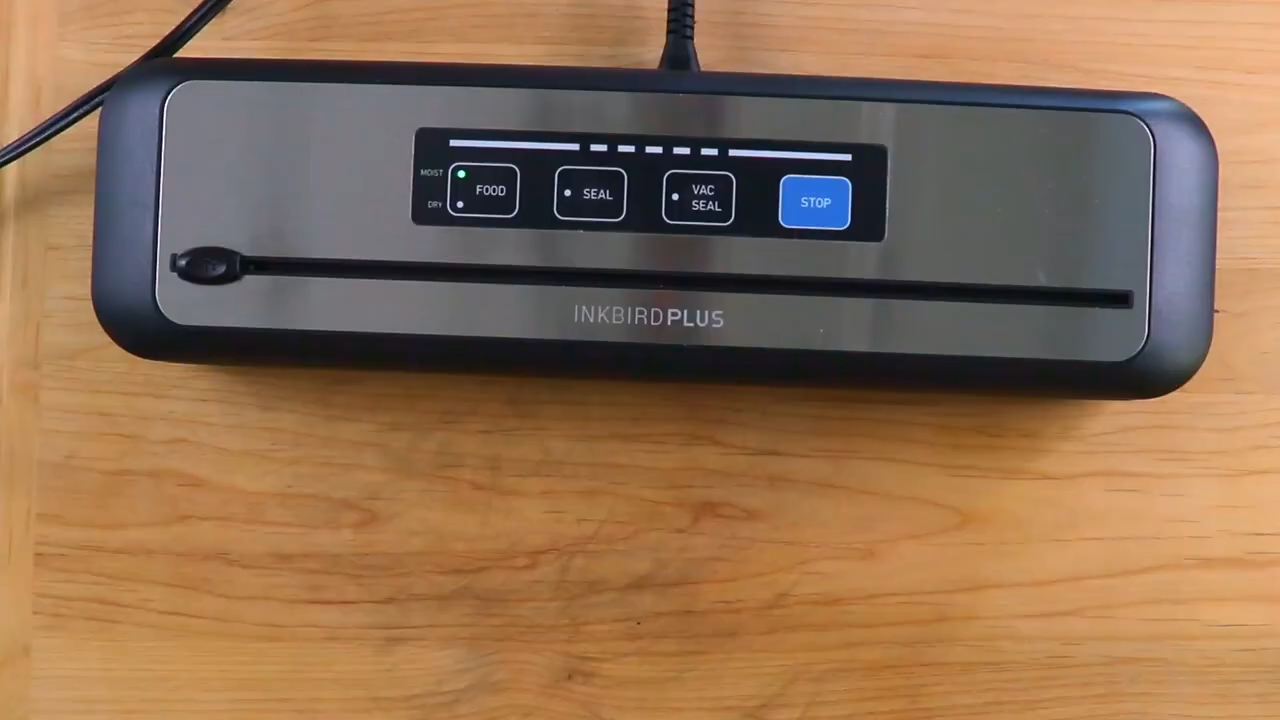 MOIST
DRY
FOOD
SEAL
VAC
SEAL
STOP
INKBIRDPLUS